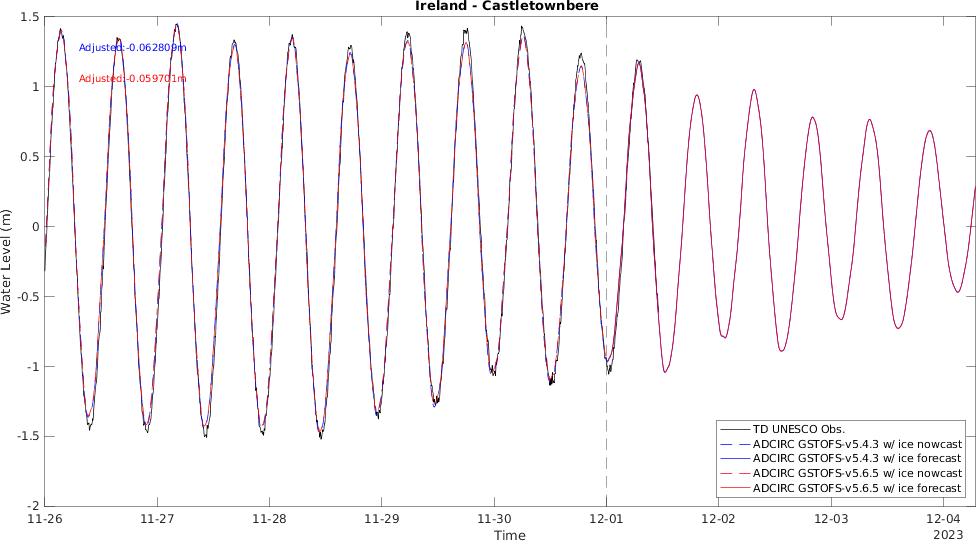 Ireland - Castletownbere
1.5
1
0.5
0
-0.5
-1
-1.5
-2
Water Level (m)
Adjusted:-0.062809m
Adjusted:-0.059701m
TD UNESCO Obs.
ADCIRC GSTOFS-v5.4.3 w/ ice nowcast
ADCIRC GSTOFS-v5.4.3 w/ ice forecast
ADCIRC GSTOFS-v5.6.5 w/ ice nowcast
ADCIRC GSTOFS-v5.6.5 w/ ice forecast
11-26 11-27 11-28 11-29 11-30 12-01 12-02 12-03 12-04
Time
2023